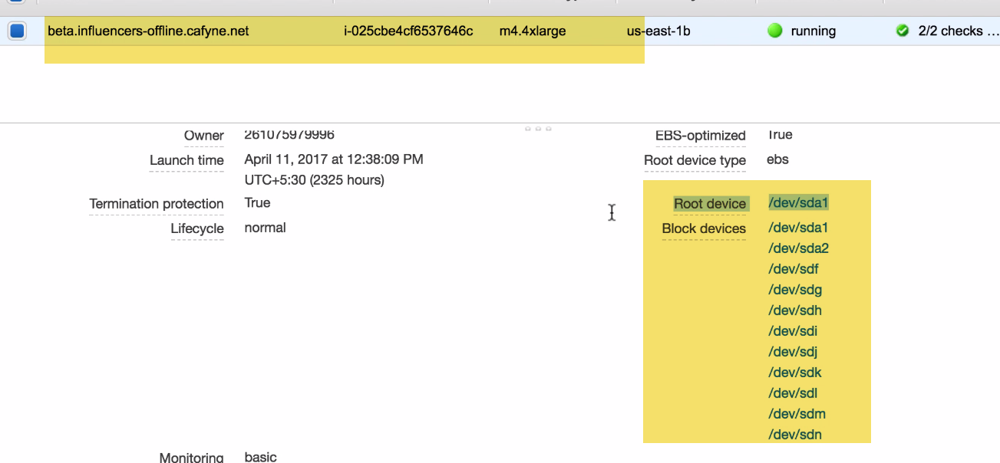 beta.influencers-offline.cafyne.net i-025cbe4cf6537646c m4.4xlarge us-east-1b running 2/2 checks ...
Owner 261075979996
Launch time April 11, 2017 at 12:38:09 PM
UTC+5:30 (2325 hours)
Termination protection True
Lifecycle normal
Monitoring basic
EBS-optimized True
Root device type ebs
Root device /dev/sda1
Block devices /dev/sda1
/dev/sda2
/dev/sdf
/dev/sdg
/dev/sdh
/dev/sdi
/dev/sdj
/dev/sdk
/dev/sdl
/dev/sdm
/dev/sdn